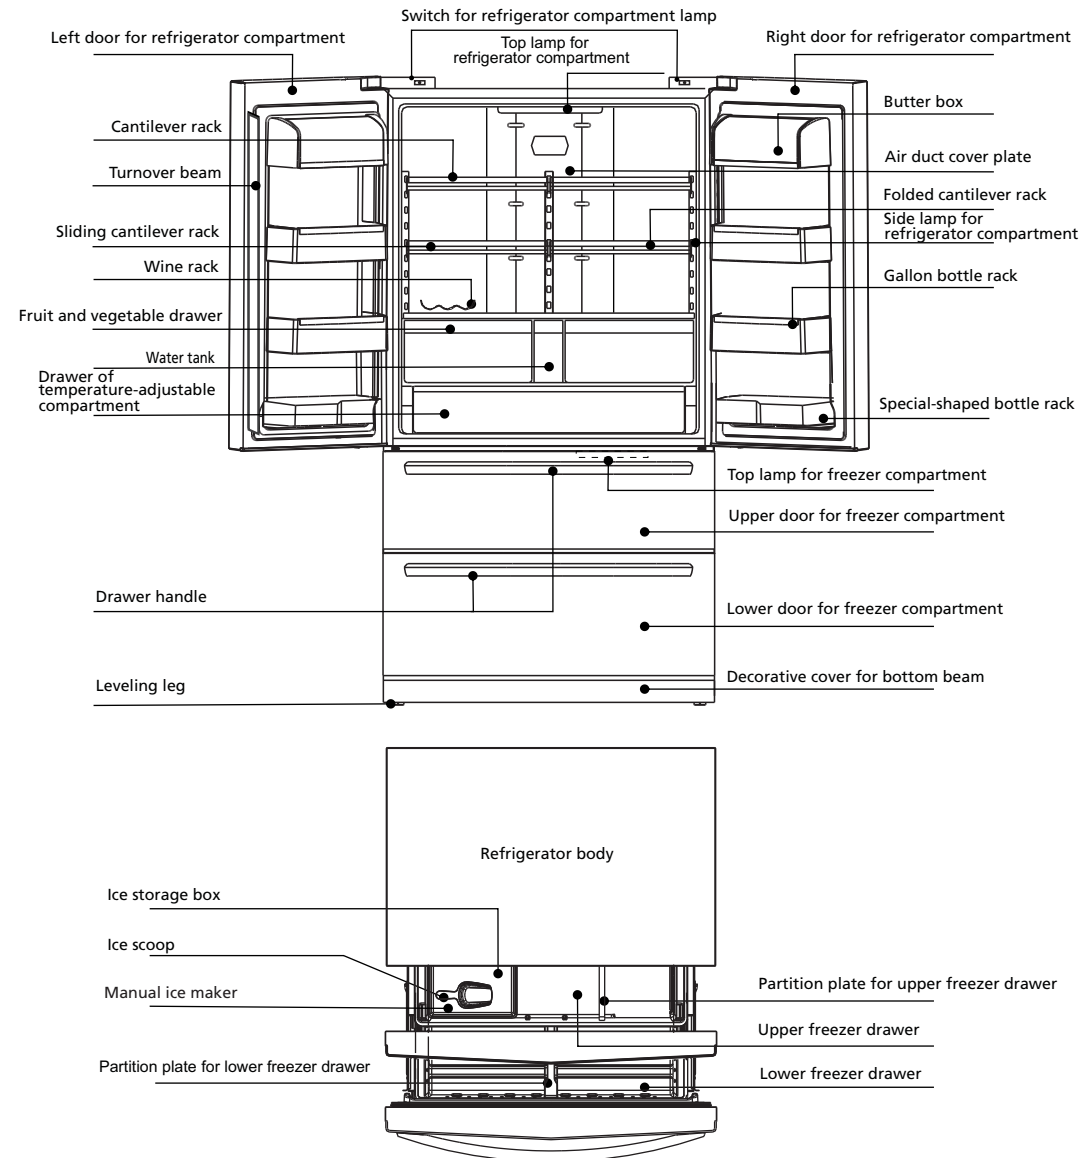 Switch for refrigerator compartment lamp
Left door for refrigerator compartment
Top lamp for
refrigerator compartment
Right door for refrigerator compartment
Butter box
Cantilever rack
Air duct cover plate
Turnover beam
Folded cantilever rack
Side lamp for
refrigerator compartment
Sliding cantilever rack
Wine rack
Gallon bottle rack
Fruit and vegetable drawer
Water tank
Drawer of
temperature-adjustable
compartment
Special-shaped bottle rack
Top lamp for freezer compartment
Upper door for freezer compartment
Drawer handle
Lower door for freezer compartment
Leveling leg
Decorative cover for bottom beam
Refrigerator body
Ice storage box
Ice scoop
Manual ice maker
Partition plate for upper freezer drawer
Upper freezer drawer
Partition plate for lower freezer drawer
Lower freezer drawer